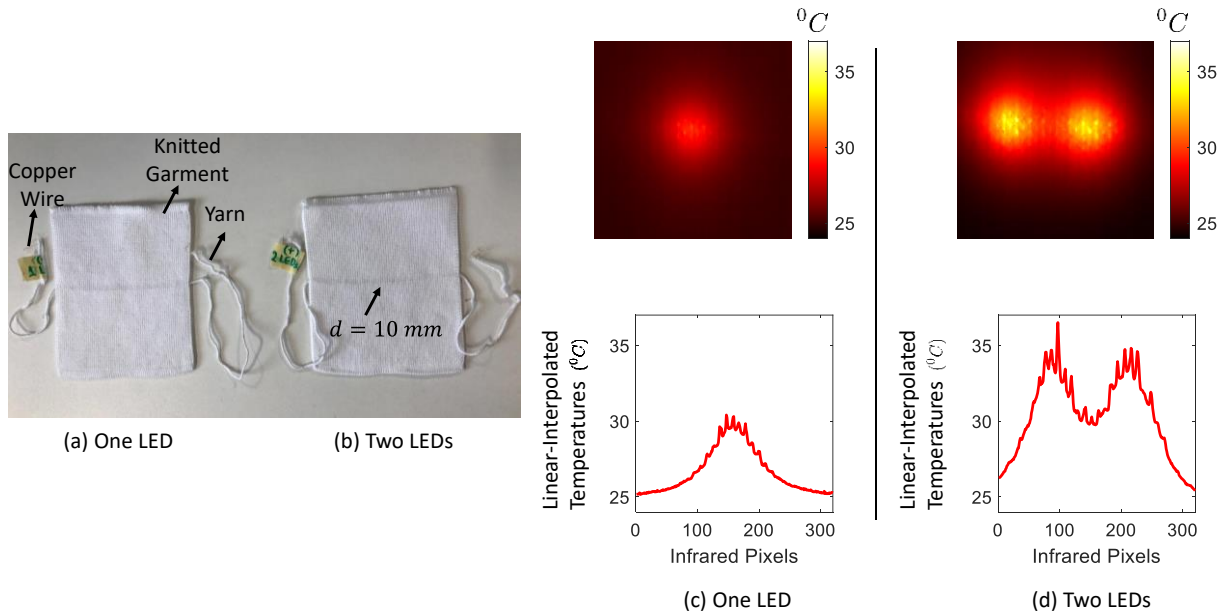 Copper
Wire
Knitted
Garment
Yarn
(+)
2 LEDs
d = 10 mm
(a) One LED
(b) Two LEDs
⁰C
35
30
25
⁰C
35
30
25
Linear-Interpolated
Temperatures (⁰C)
35
30
25
0
100
200
300
Infrared Pixels
(c) One LED
Linear-Interpolated
Temperatures (⁰C)
35
30
25
0
100
200
300
Infrared Pixels
(d) Two LEDs